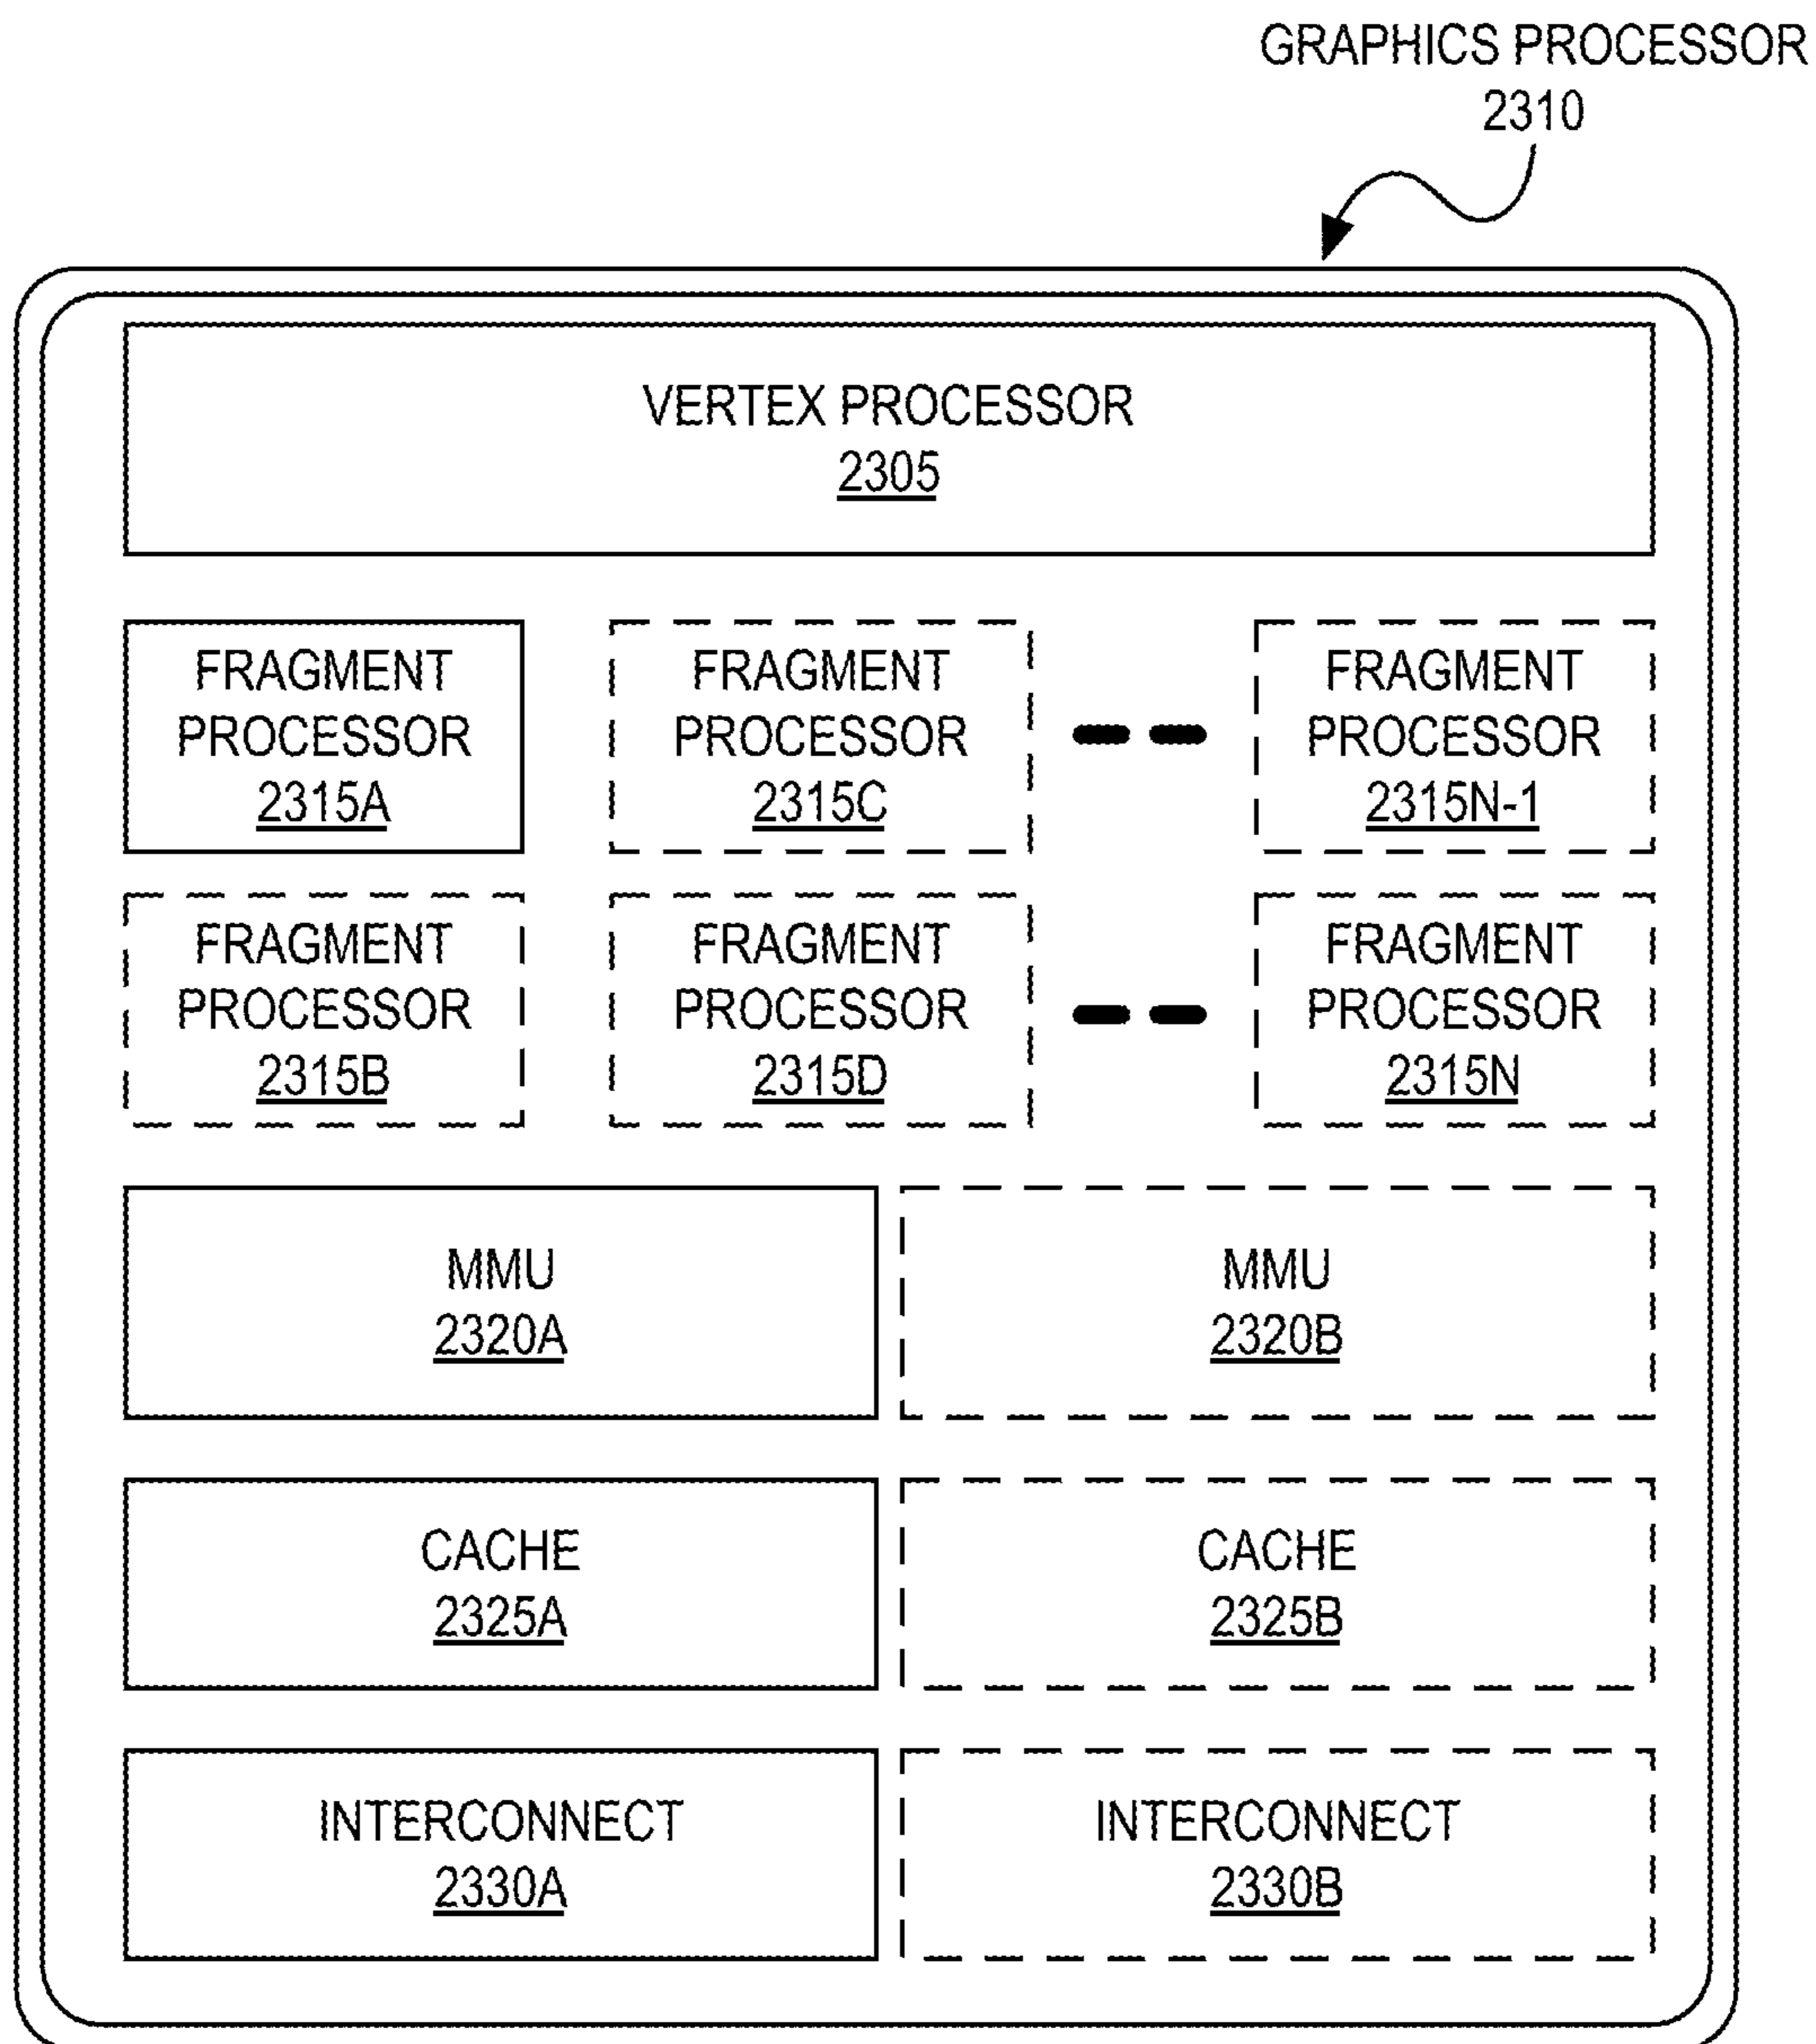 GRAPHICS PROCESSOR
2310
VERTEX PROCESSOR
2305
FRAGMENT
PROCESSOR
2315A
FRAGMENT
PROCESSOR
2315C
FRAGMENT
PROCESSOR
2315N-1
FRAGMENT
PROCESSOR
2315B
FRAGMENT
PROCESSOR
2315D
FRAGMENT
PROCESSOR
2315N
MMU
2320A
MMU
2320B
CACHE
2325A
CACHE
2325B
INTERCONNECT
2330A
INTERCONNECT
2330B